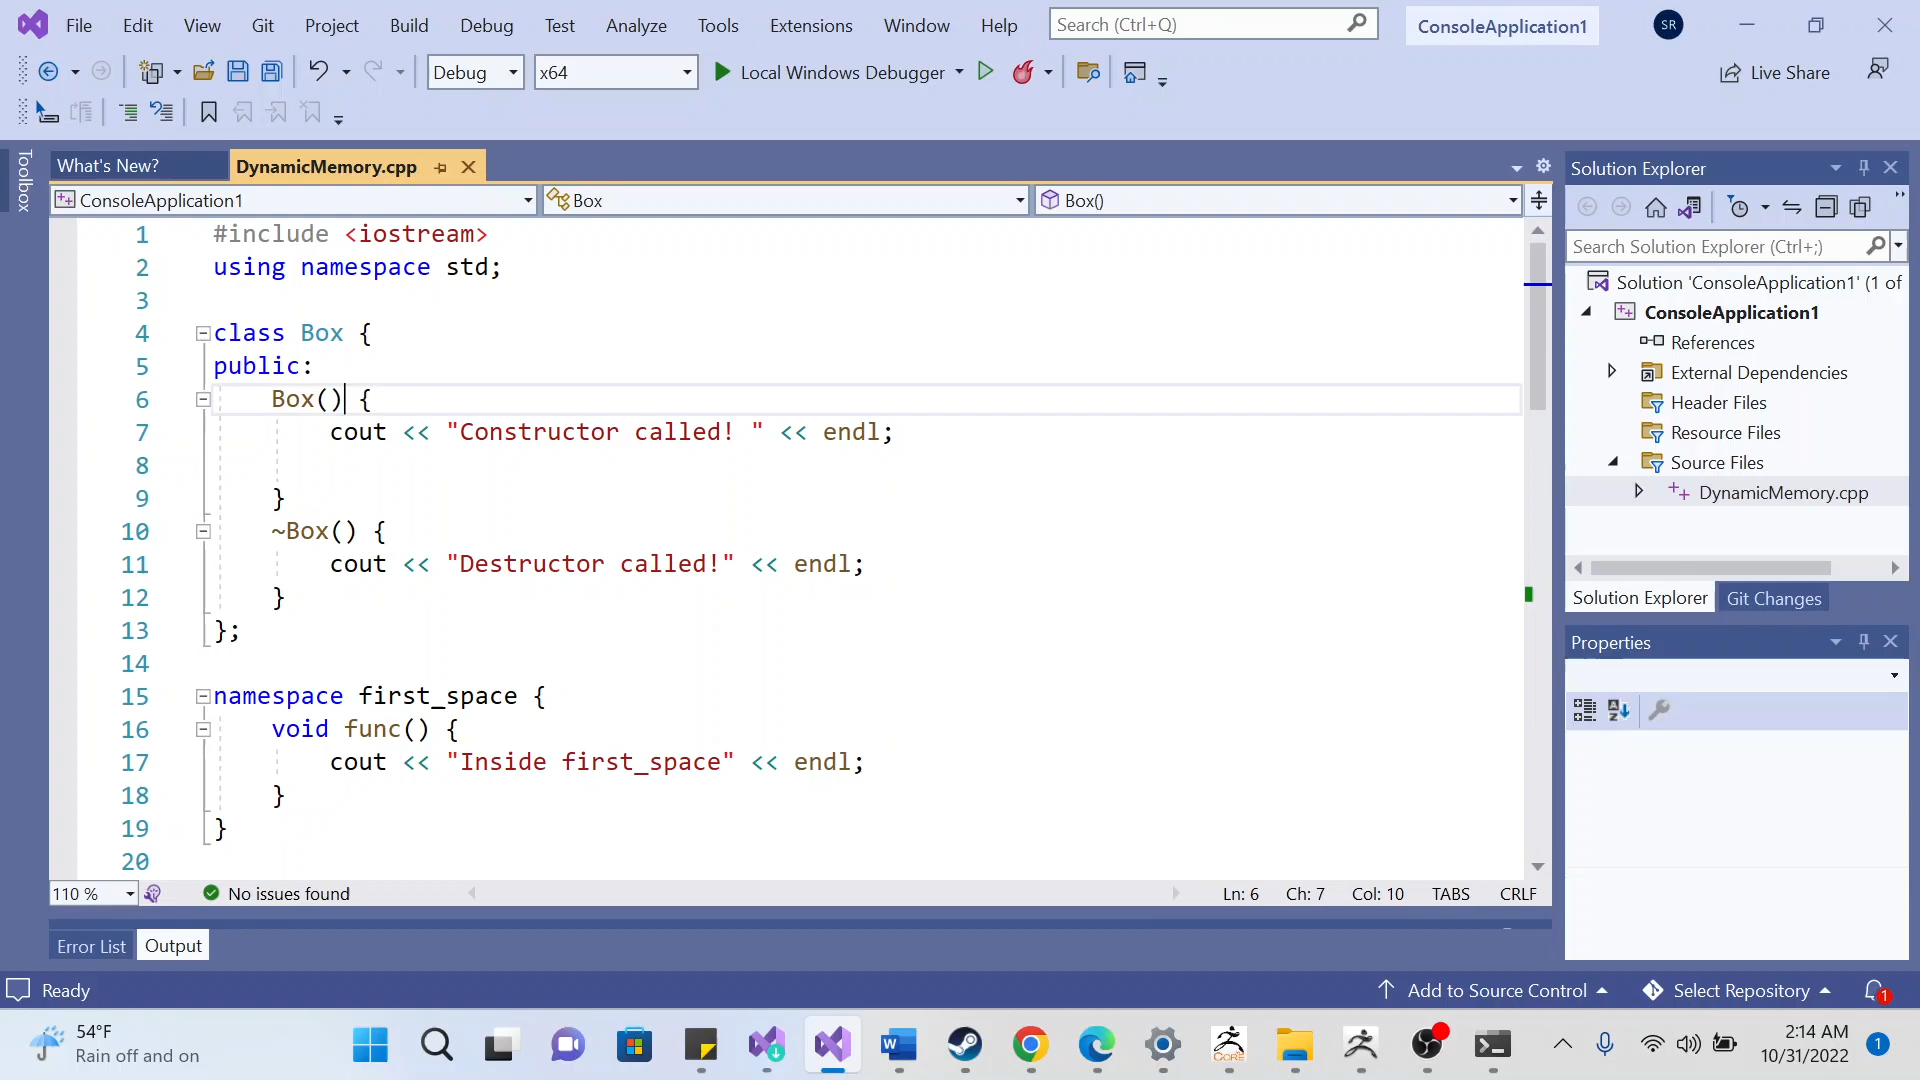 File Edit View Git Project Build Debug Test Analyze Tools Extensions Window Help Search (Ctrl+Q) ConsoleApplication1 SR
Debug x64 Local Windows Debugger Live Share
Toolbox
What's New? DynamicMemory.cpp
ConsoleApplication1 Box Box()
1 #include <iostream>
2 using namespace std;
3
4 class Box {
5 public:
6 Box() {
7 cout << "Constructor called! " << endl;
8
9 }
10 ~Box() {
11 cout << "Destructor called!" << endl;
12 }
13 };
14
15 namespace first_space {
16 void func() {
17 cout << "Inside first_space" << endl;
18 }
19 }
20
110 % No issues found Ln: 6 Ch: 7 Col: 10 TABS CRLF
Error List Output
Solution Explorer
Search Solution Explorer (Ctrl+;)
Solution 'ConsoleApplication1' (1 of
ConsoleApplication1
References
External Dependencies
Header Files
Resource Files
Source Files
DynamicMemory.cpp
Solution Explorer Git Changes
Properties
Ready Add to Source Control Select Repository 1
54°F
Rain off and on
CORE
2:14 AM
10/31/2022
1